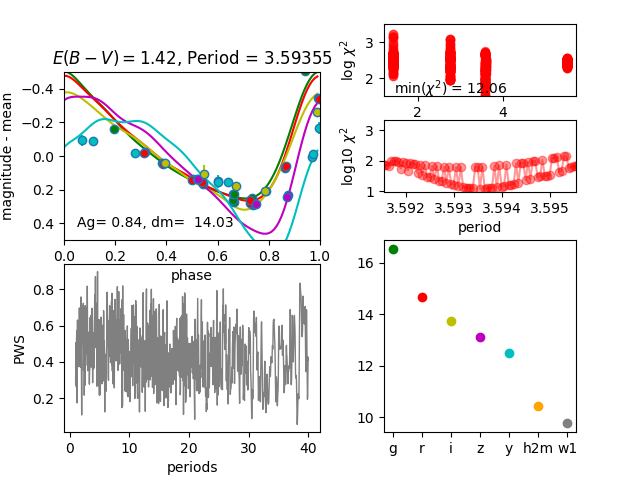 E(B − V) = 1.42, Period = 3.59355
magnitude - mean
−0.4
−0.2
0.0
0.2
0.4
Ag= 0.84, dm=  14.03
0.0 0.2 0.4 0.6 0.8 1.0
phase
log χ²
3
2
min(χ²) = 12.06
2 4
log10 χ²
3
2
1
3.592 3.593 3.594 3.595
period
PWS
0.8
0.6
0.4
0.2
0 10 20 30 40
periods
16
14
12
10
g r i z y h2m w1